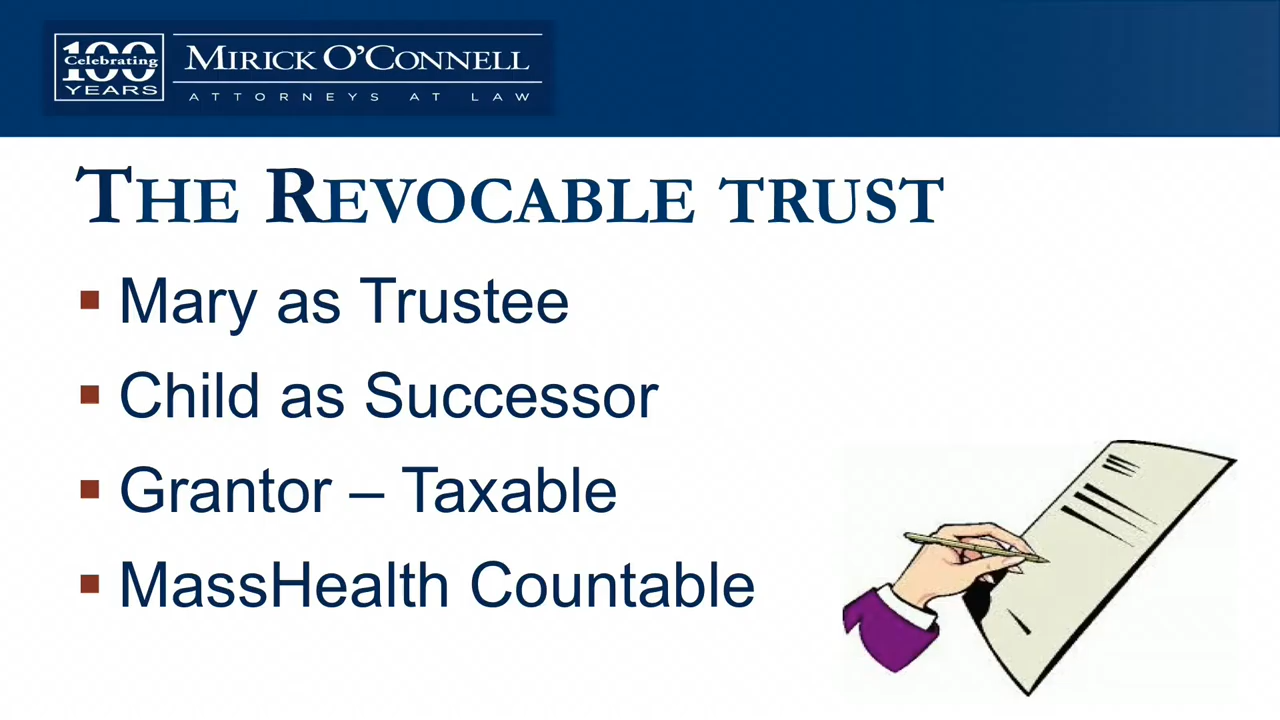 100
Celebrating
YEARS
MIRICK O'CONNELL
ATTORNEYS AT LAW
THE REVOCABLE TRUST
Mary as Trustee
Child as Successor
Grantor – Taxable
MassHealth Countable